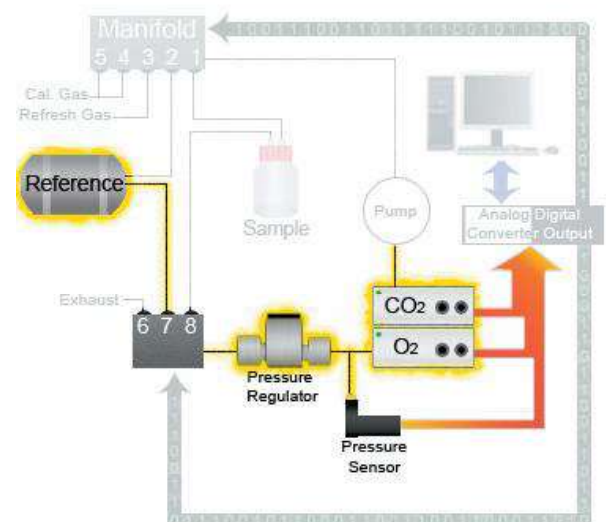 Manifold
5 4 3 2 1
Cal. Gas
Refresh Gas
Reference
Sample
Pump
Analog Digital
Converter Output
Exhaust
6 7 8
CO2
O2
Pressure
Regulator
Pressure
Sensor